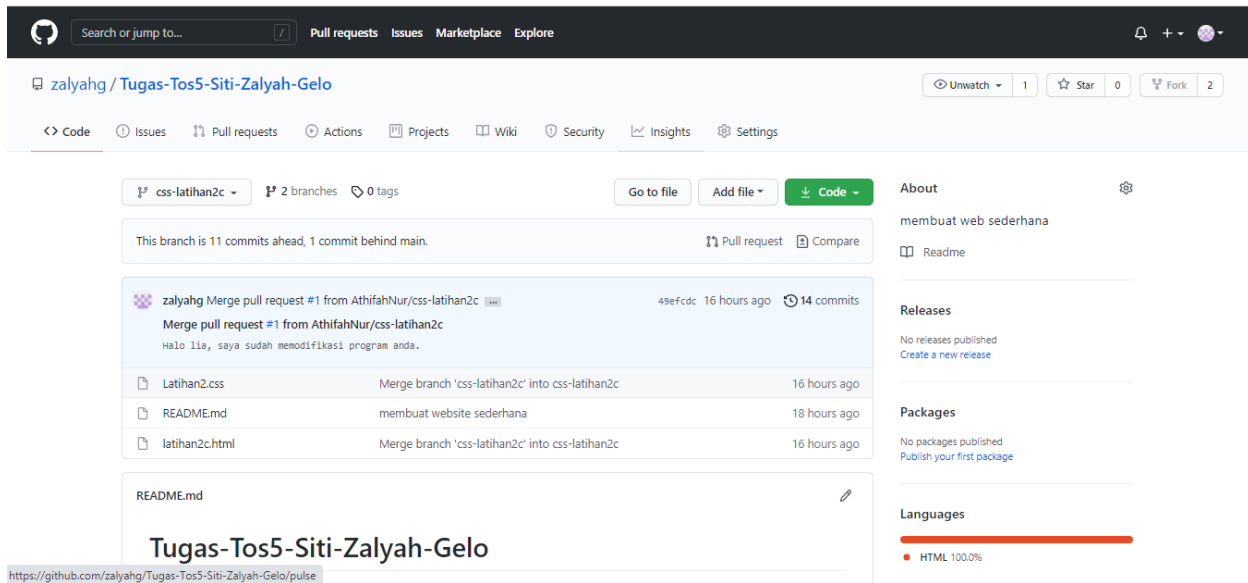 Search or jump to... / Pull requests Issues Marketplace Explore
zalyahg / Tugas-Tos5-Siti-Zalyah-Gelo Unwatch 1 Star 0 Fork 2
Code Issues Pull requests Actions Projects Wiki Security Insights Settings
css-latihan2c 2 branches 0 tags Go to file Add file Code
This branch is 11 commits ahead, 1 commit behind main. Pull request Compare
zalyahg Merge pull request #1 from AthifahNur/css-latihan2c ... 49efcdc 16 hours ago 14 commits
Merge pull request #1 from AthifahNur/css-latihan2c
Halo lia, saya sudah memodifikasi program anda.
Latihan2.css Merge branch 'css-latihan2c' into css-latihan2c 16 hours ago
README.md membuat website sederhana 18 hours ago
latihan2c.html Merge branch 'css-latihan2c' into css-latihan2c 16 hours ago
README.md
Tugas-Tos5-Siti-Zalyah-Gelo
About
membuat web sederhana
Readme
Releases
No releases published
Create a new release
Packages
No packages published
Publish your first package
Languages
HTML 100.0%
https://github.com/zalyahg/Tugas-Tos5-Siti-Zalyah-Gelo/pulse